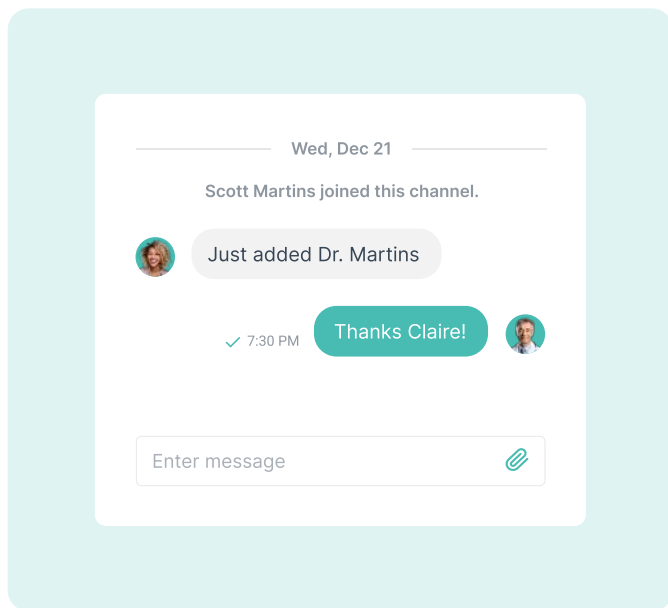 Wed, Dec 21
Scott Martins joined this channel.
Just added Dr. Martins
Thanks Claire!
7:30 PM
Enter message